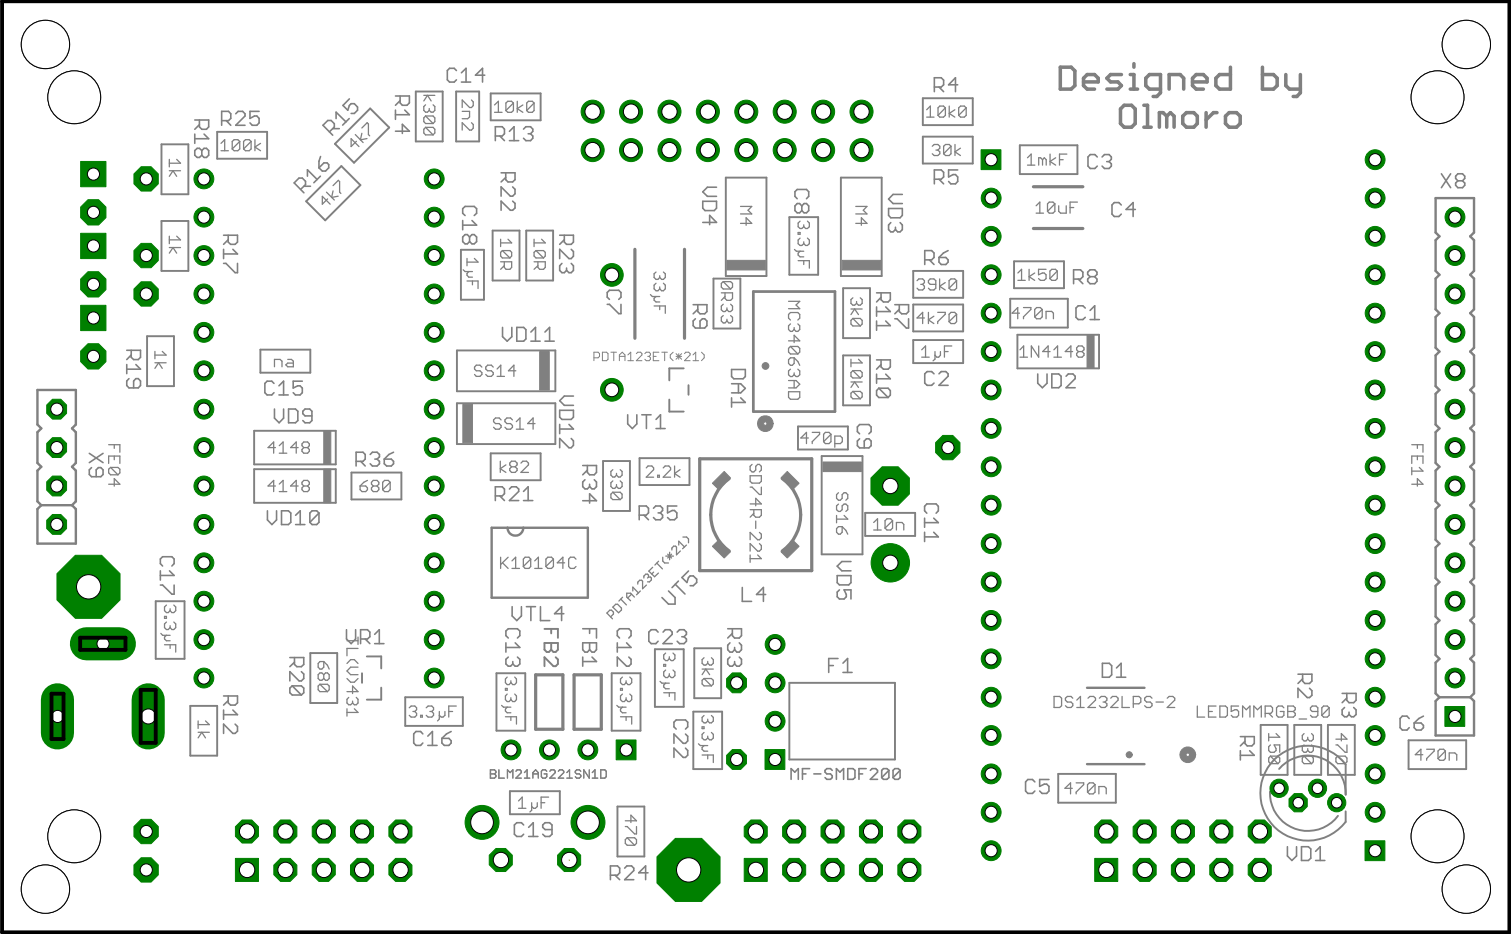 Designed by
Olmoro
C14
R4
R15
4k7
R14
k300
2n2
10k0
R13
10k0
R25
100k
R18
1k
30k
R5
1mkF
C3
R16
4k7
R22
X8
VD4
M4
C8
3.3µF
M4
VD3
10uF
C4
C18
1µF
10R
10R
R23
1k
R17
R6
39k0
1k50
R8
33µF
C7
R9
0R33
MC34063AD
3k0
R11
R7
4k70
470n
C1
VD11
PDTA123ET(*21)
1µF
C2
1N4148
VD2
R19
1k
na
C15
SS14
DA1
10k0
R10
VD9
SS14
VD12
VT1
4148
470p
C9
X9
FE04
R36
k82
R21
R34
330
2.2k
R35
SD74R-221
FE14
4148
680
VD10
SS16
VD5
10n
C11
K10104C
VTL4
PDTA123ET(*21)
VT5
L4
C17
3.3µF
VR1
TL(V)431
R20
680
C13
3.3µF
FB2
FB1
C12
3.3µF
C23
3.3µF
R33
3k0
F1
D1
DS1232LPS-2
R2
R3
LED5MMRGB_90
R12
1k
3.3µF
C16
C22
3.3µF
R1
150
330
470
C6
470n
BLM21AG221SN1D
MF-SMDF200
C5
470n
1µF
C19
470
R24
VD1